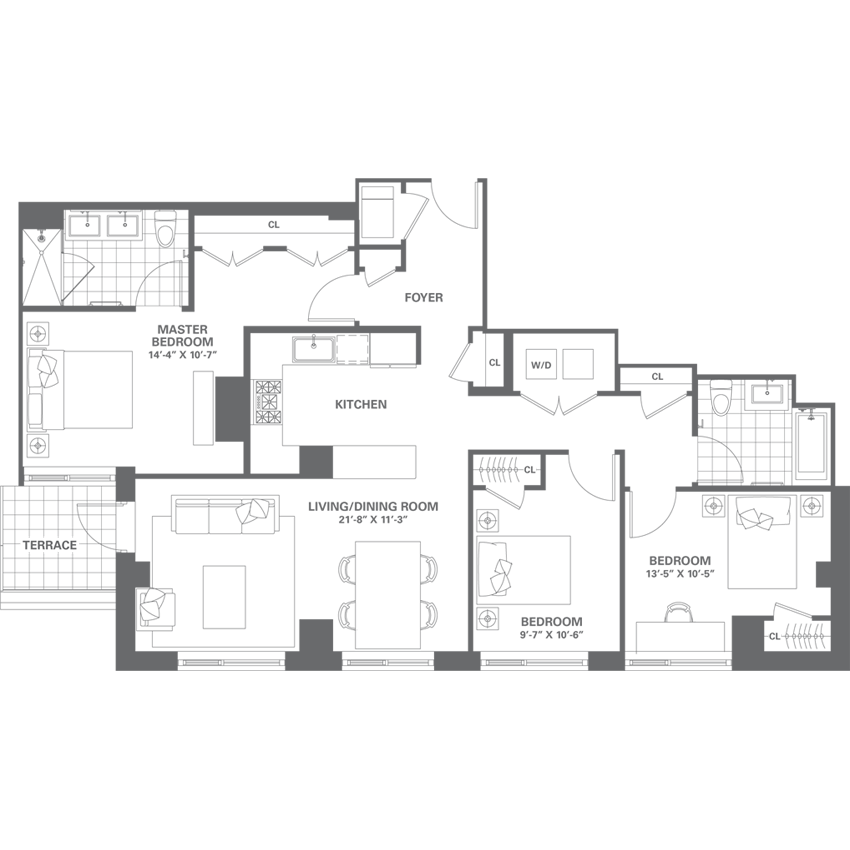 CL
FOYER
MASTER
BEDROOM
14'-4" X 10'-7"
CL
W/D
CL
KITCHEN
CL
LIVING/DINING ROOM
21'-8" X 11'-3"
TERRACE
BEDROOM
13'-5" X 10'-5"
BEDROOM
9'-7" X 10'-6"
CL